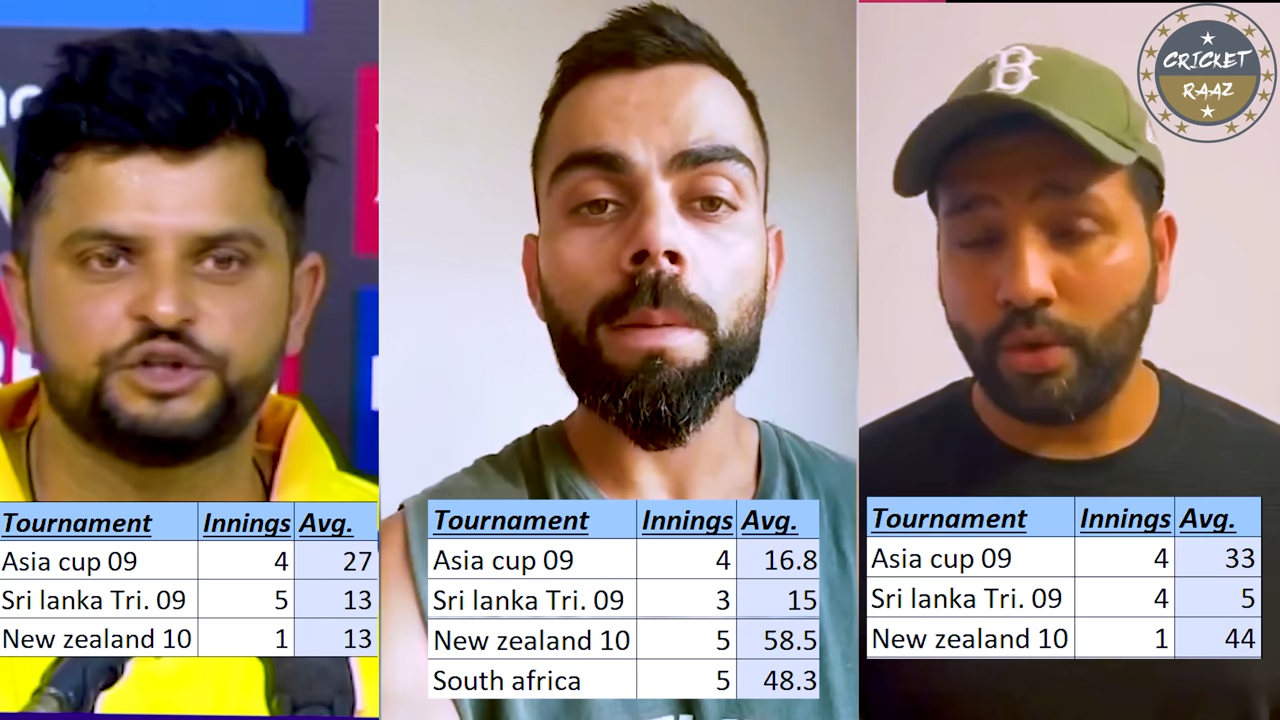 CRICKET
RAAZ
B
Tournament Innings Avg.
Asia cup 09 4 27
Sri lanka Tri. 09 5 13
New zealand 10 1 13
Tournament Innings Avg.
Asia cup 09 4 16.8
Sri lanka Tri. 09 3 15
New zealand 10 5 58.5
South africa 5 48.3
Tournament Innings Avg.
Asia cup 09 4 33
Sri lanka Tri. 09 4 5
New zealand 10 1 44